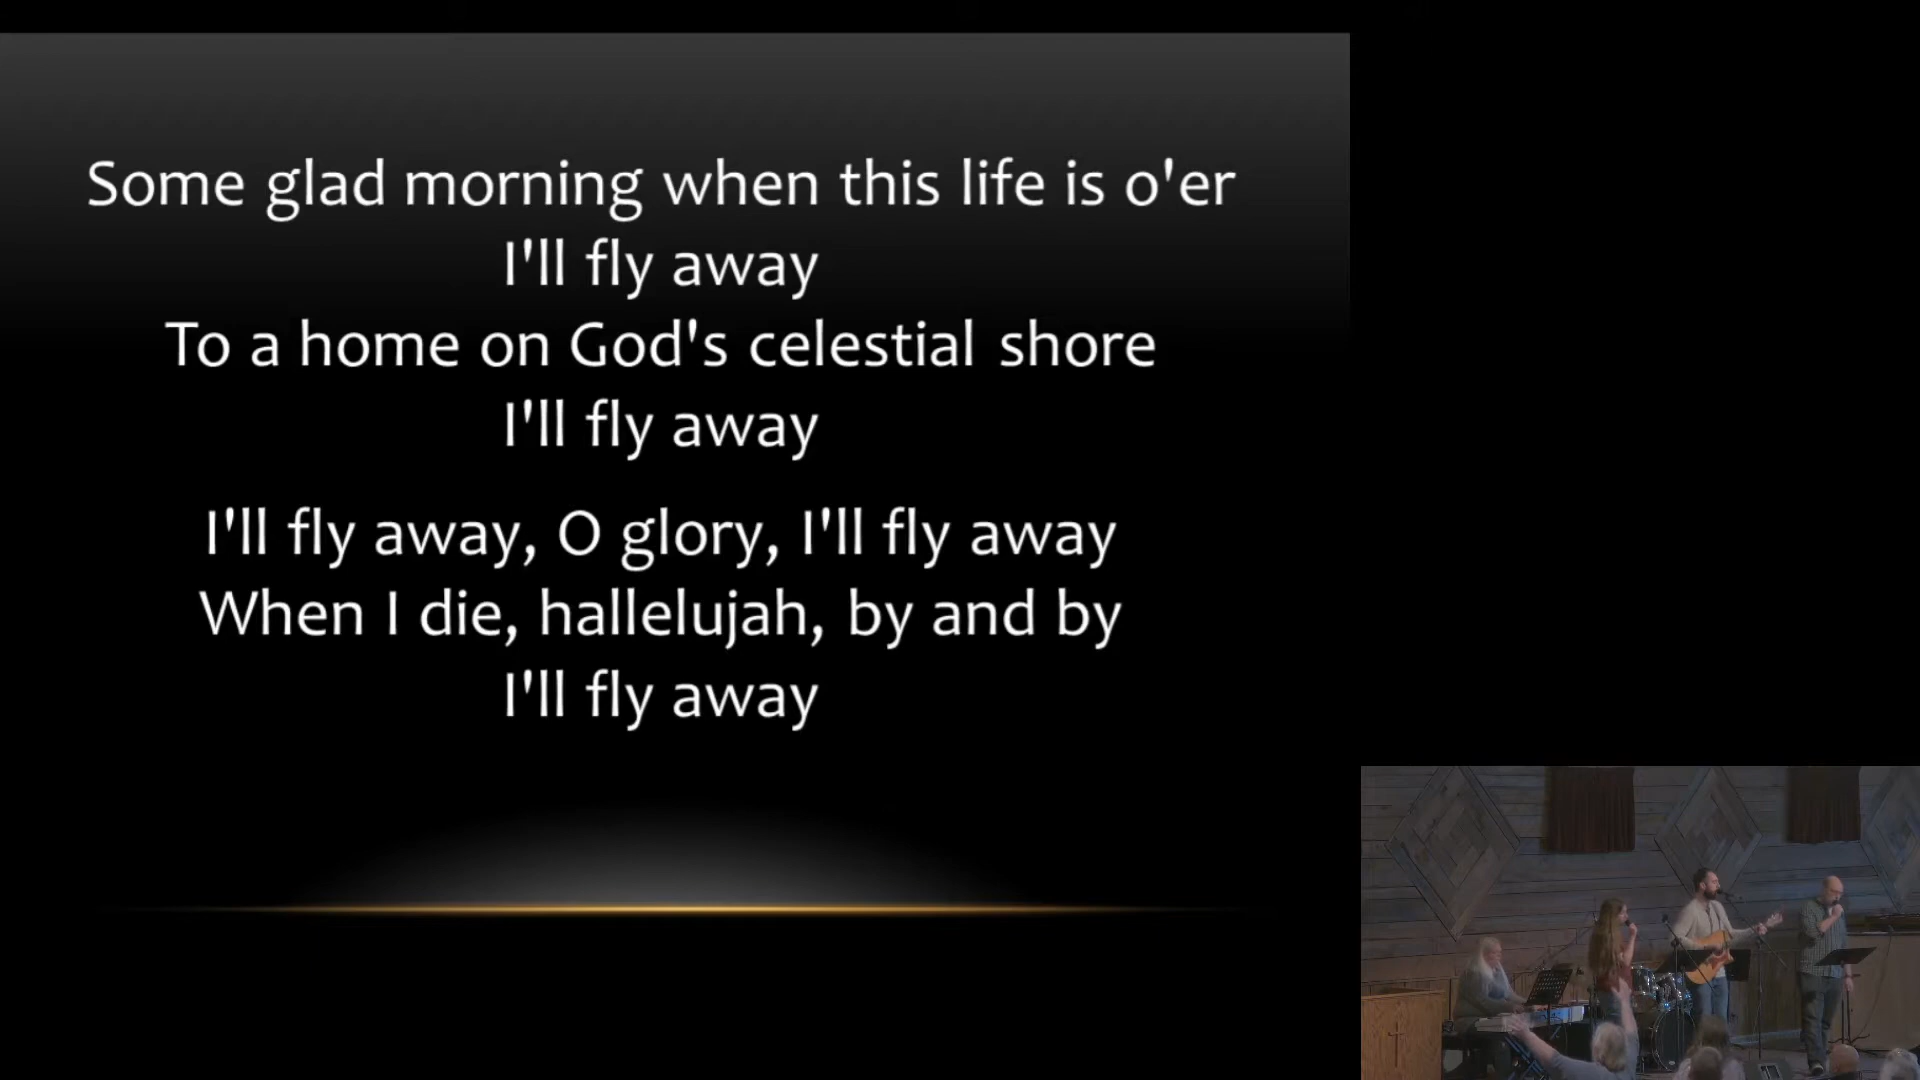 Some glad morning when this life is o'er
I'll fly away
To a home on God's celestial shore
I'll fly away
I'll fly away, O glory, I'll fly away
When I die, hallelujah, by and by
I'll fly away